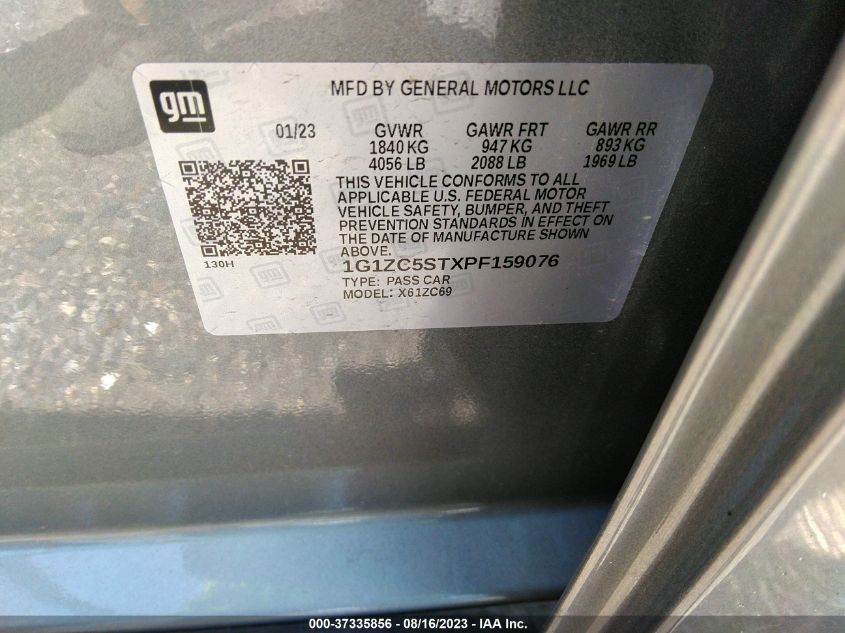 gm
MFD BY GENERAL MOTORS LLC
01/23 GVWR GAWR FRT GAWR RR
1840 KG 947 KG 893 KG
4056 LB 2088 LB 1969 LB
THIS VEHICLE CONFORMS TO ALL
APPLICABLE U.S. FEDERAL MOTOR
VEHICLE SAFETY, BUMPER, AND THEFT
PREVENTION STANDARDS IN EFFECT ON
THE DATE OF MANUFACTURE SHOWN
ABOVE.
130H
1G1ZC5STXPF159076
TYPE: PASS CAR
MODEL: X61ZC69
000-37335856 - 08/16/2023 - IAA Inc.